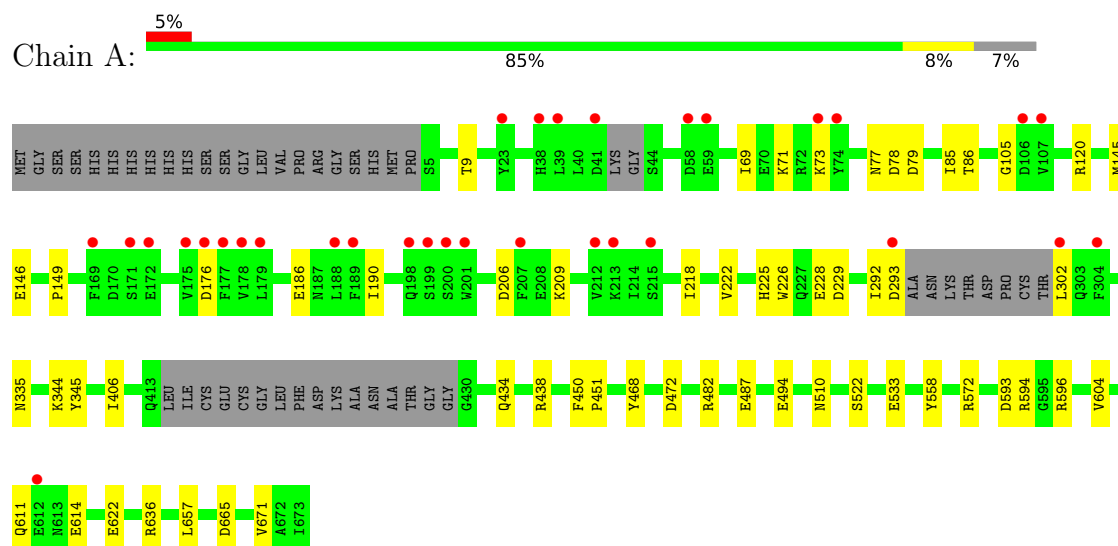 5%
Chain A:
85% 8% 7%
MET GLY SER SER HIS HIS HIS HIS HIS HIS SER SER GLY LEU VAL PRO ARG GLY SER HIS MET PRO S5 T9 Y23 H38 L39 L40 D41 LYS GLY S44 D58 E59 I69 E70 K71 R72 K73 Y74 N77 D78 D79 I85 T86 G105 D106 V107 R120 M145
E146 P149 F169 D170 S171 E172 V175 D176 F177 V178 L179 E186 N187 L188 F189 I190 Q198 S199 S200 W201 D206 F207 E208 K209 V212 K213 I214 S215 I218 V222 H225 W226 Q227 E228 D229 I292 D293 ALA ASN LYS THR ASP PRO CYS THR L302 Q303 F304
N335 K344 Y345 I406 Q413 LEU ILE CYS GLU CYS GLY LEU PHE ASP LYS ALA ASN ALA THR GLY GLY G430 Q434 R438 F450 P451 Y468 D472 R482 E487 E494 N510 S522 E533 Y558 R572 D593 R594 G595 R596 V604
Q611 E612 N613 E614 E622 R636 L657 D665 V671 A672 I673